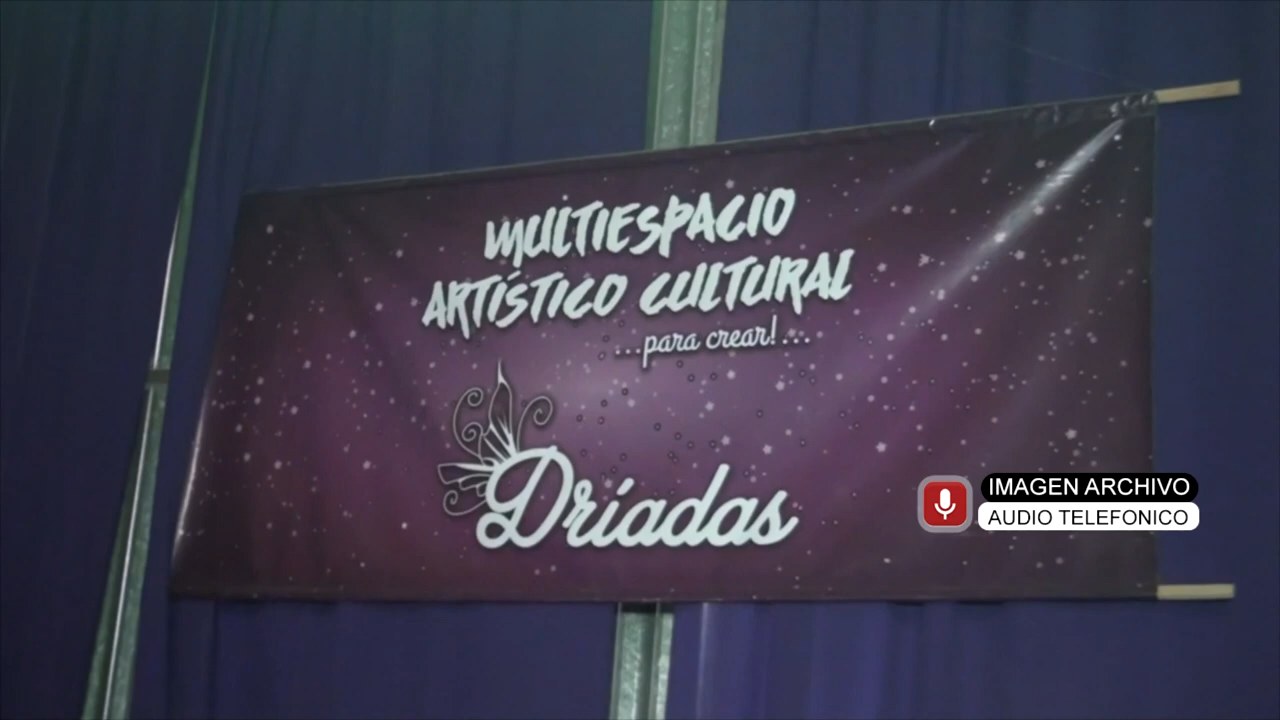 MULTIESPACIO
ARTÍSTICO CULTURAL
...para crear!...
Dríadas
IMAGEN ARCHIVO
AUDIO TELEFONICO